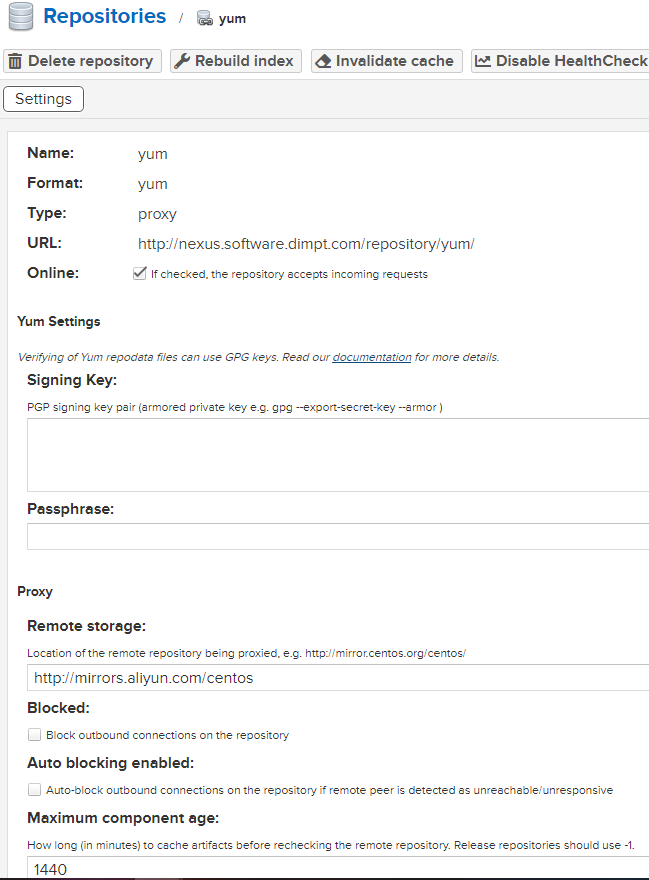 Repositories / yum
Delete repository Rebuild index Invalidate cache Disable HealthCheck
Settings
Name: yum
Format: yum
Type: proxy
URL: http://nexus.software.dimpt.com/repository/yum/
Online: If checked, the repository accepts incoming requests
Yum Settings
Verifying of Yum repodata files can use GPG keys. Read our documentation for more details.
Signing Key:
PGP signing key pair (armored private key e.g. gpg --export-secret-key --armor )
Passphrase:
Proxy
Remote storage:
Location of the remote repository being proxied, e.g. http://mirror.centos.org/centos/
http://mirrors.aliyun.com/centos
Blocked:
Block outbound connections on the repository
Auto blocking enabled:
Auto-block outbound connections on the repository if remote peer is detected as unreachable/unresponsive
Maximum component age:
How long (in minutes) to cache artifacts before rechecking the remote repository. Release repositories should use -1.
1440